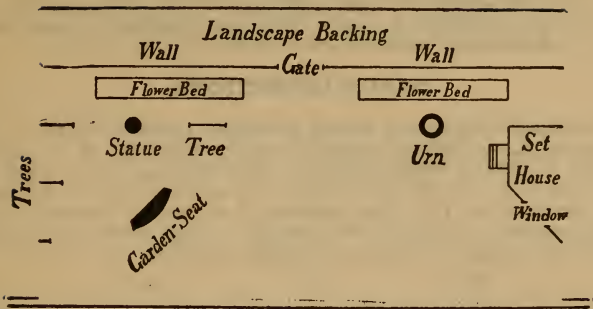 Landscape Backing
Wall
Wall
Gate
Flower Bed
Flower Bed
Statue
Tree
Urn
Set
House
Trees
Window
Garden-Seat